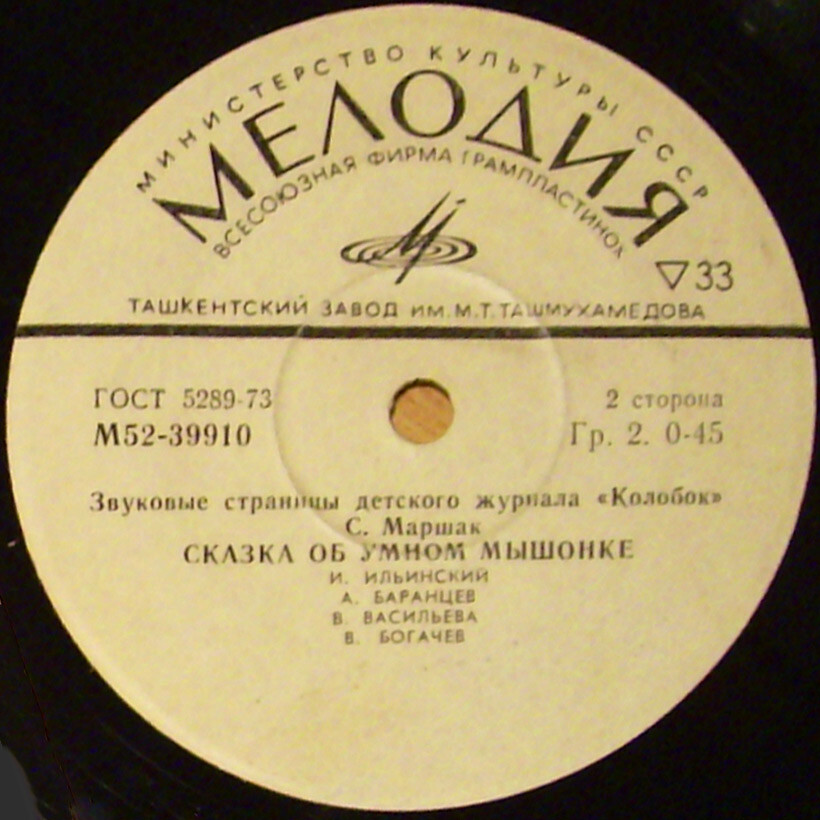 МИНИСТЕРСТВО КУЛЬТУРЫ СССР
МЕЛОДИЯ
ВСЕСОЮЗНАЯ ФИРМА ГРАМПЛАСТИНОК
▽33
ТАШКЕНТСКИЙ ЗАВОД ИМ. М.Т. ТАШМУХАМЕДОВА
ГОСТ 5289-73
2 сторона
М52-39910
Гр. 2. 0-45
Звуковые страницы детского журнала «Колобок»
С. Маршак
СКАЗКА ОБ УМНОМ МЫШОНКЕ
И. ИЛЬИНСКИЙ
А. БАРАНЦЕВ
В. ВАСИЛЬЕВА
В. БОГАЧЕВ